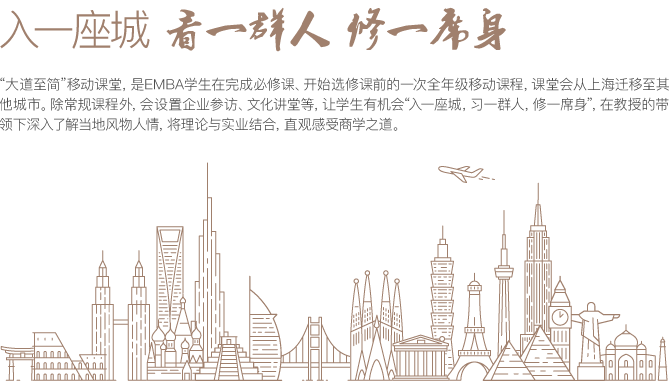 入一座城 看一群人 修一席身
“大道至简”移动课堂，是EMBA学生在完成必修课、开始选修课前的一次全年级移动课程，课堂会从上海迁移至其
他城市。除常规课程外，会设置企业参访、文化讲堂等，让学生有机会“入一座城，习一群人，修一席身”，在教授的带
领下深入了解当地风物人情，将理论与实业结合，直观感受商学之道。